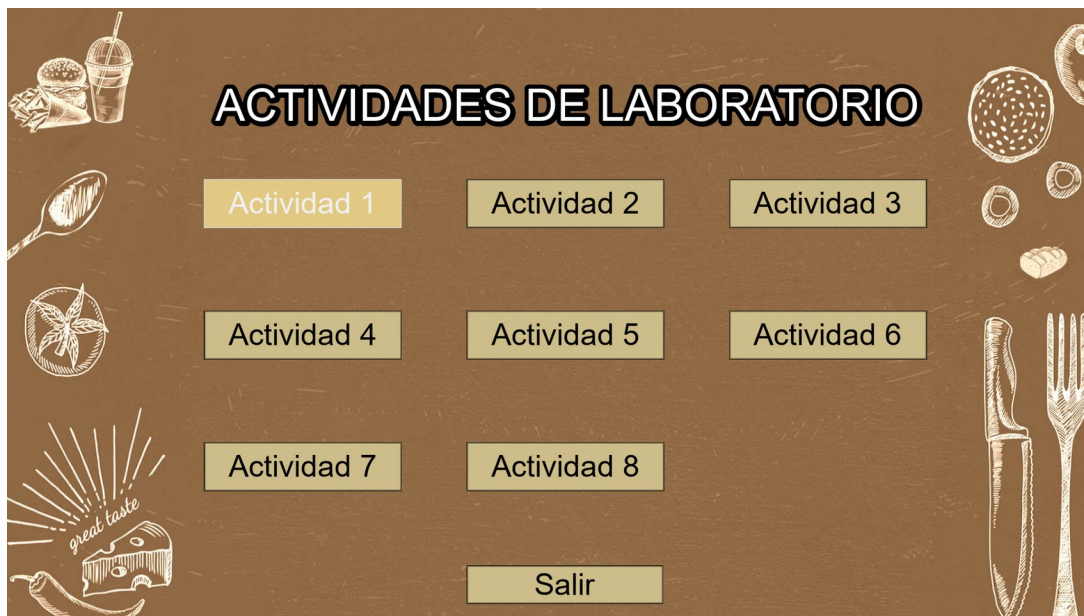 ACTIVIDADES DE LABORATORIO
Actividad 1
Actividad 2
Actividad 3
Actividad 4
Actividad 5
Actividad 6
Actividad 7
Actividad 8
great taste
Salir